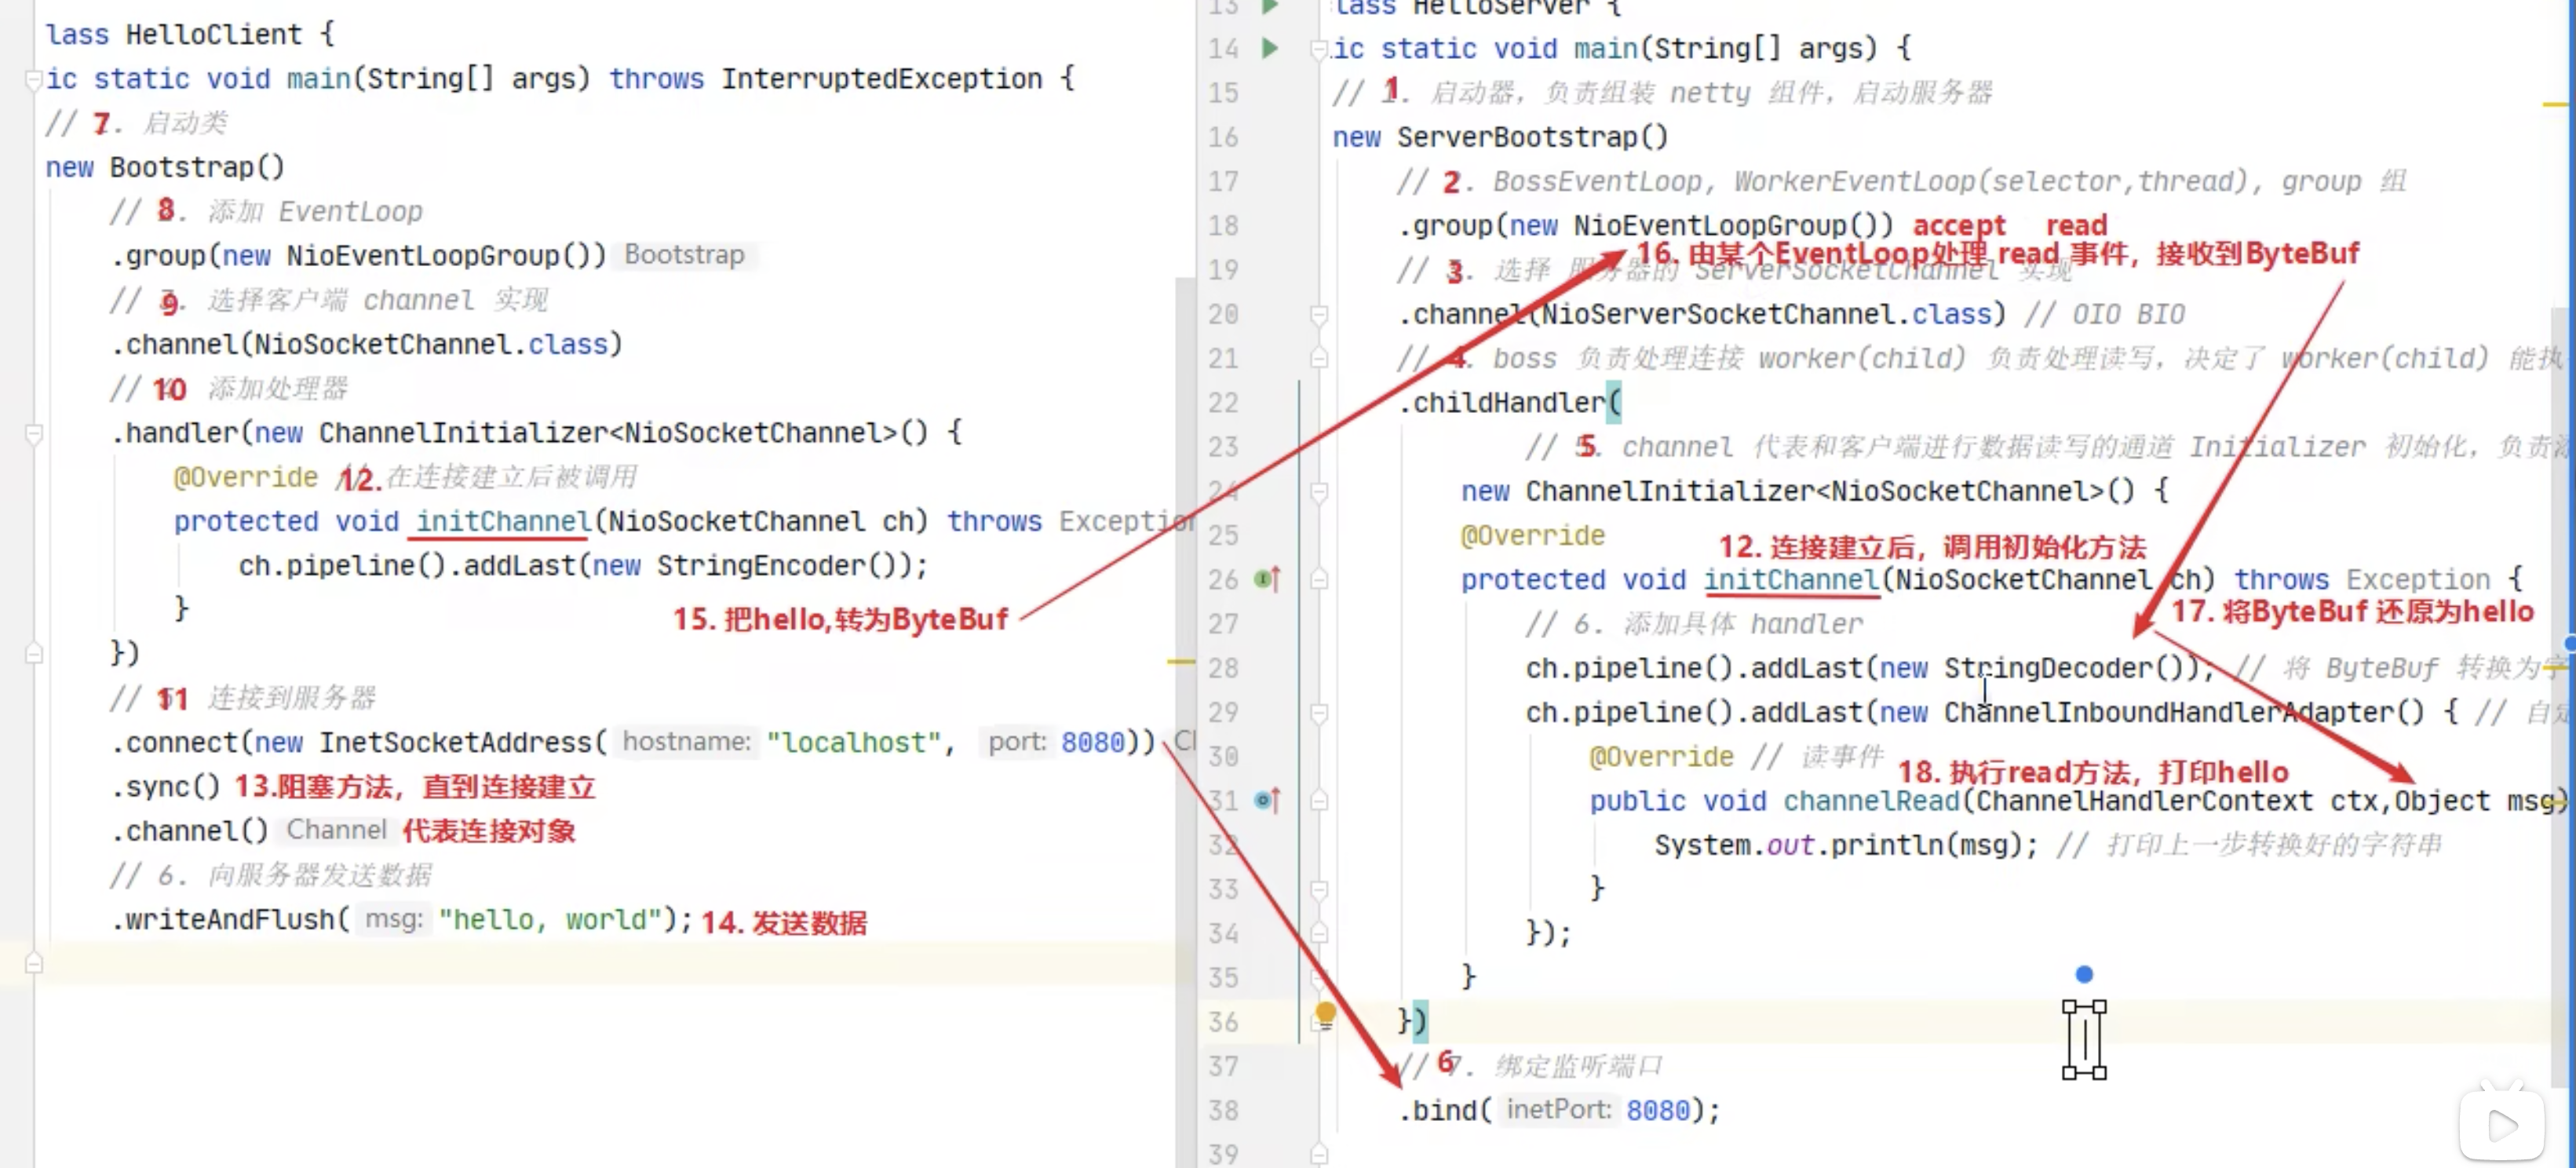 lass HelloClient {
ic static void main(String[] args) throws InterruptedException {
// 7. 启动类
new Bootstrap()
// 8. 添加 EventLoop
.group(new NioEventLoopGroup()) Bootstrap
// 9. 选择客户端 channel 实现
.channel(NioSocketChannel.class)
// 10 添加处理器
.handler(new ChannelInitializer<NioSocketChannel>() {
@Override // 12. 在连接建立后被调用
protected void initChannel(NioSocketChannel ch) throws Exception
ch.pipeline().addLast(new StringEncoder());
}
15. 把hello,转为ByteBuf
})
// 11 连接到服务器
.connect(new InetSocketAddress( hostname: "localhost", port: 8080))
.sync() 13.阻塞方法，直到连接建立
.channel() Channel 代表连接对象
// 6. 向服务器发送数据
.writeAndFlush( msg: "hello, world"); 14. 发送数据
13 lass HelloServer {
14 ic static void main(String[] args) {
15 // 1. 启动器，负责组装 netty 组件，启动服务器
16 new ServerBootstrap()
17 // 2. BossEventLoop, WorkerEventLoop(selector,thread), group 组
18 .group(new NioEventLoopGroup()) accept read
16. 由某个EventLoop处理 read 事件，接收到ByteBuf
19 // 3. 选择 服务器的 ServerSocketChannel 实现
20 .channel(NioServerSocketChannel.class) // OIO BIO
21 // 4. boss 负责处理连接 worker(child) 负责处理读写，决定了 worker(child) 能执
22 .childHandler(
23 // 5. channel 代表和客户端进行数据读写的通道 Initializer 初始化，负责
24 new ChannelInitializer<NioSocketChannel>() {
25 @Override
12. 连接建立后，调用初始化方法
26 protected void initChannel(NioSocketChannel ch) throws Exception {
17. 将ByteBuf 还原为hello
27 // 6. 添加具体 handler
28 ch.pipeline().addLast(new StringDecoder()); // 将 ByteBuf 转换为字
29 ch.pipeline().addLast(new ChannelInboundHandlerAdapter() { // 自定
30 @Override // 读事件
18. 执行read方法，打印hello
31 public void channelRead(ChannelHandlerContext ctx,Object msg)
32 System.out.println(msg); // 打印上一步转换好的字符串
33 }
34 });
35 }
36 })
37 // 6 7. 绑定监听端口
38 .bind( inetPort: 8080);
39